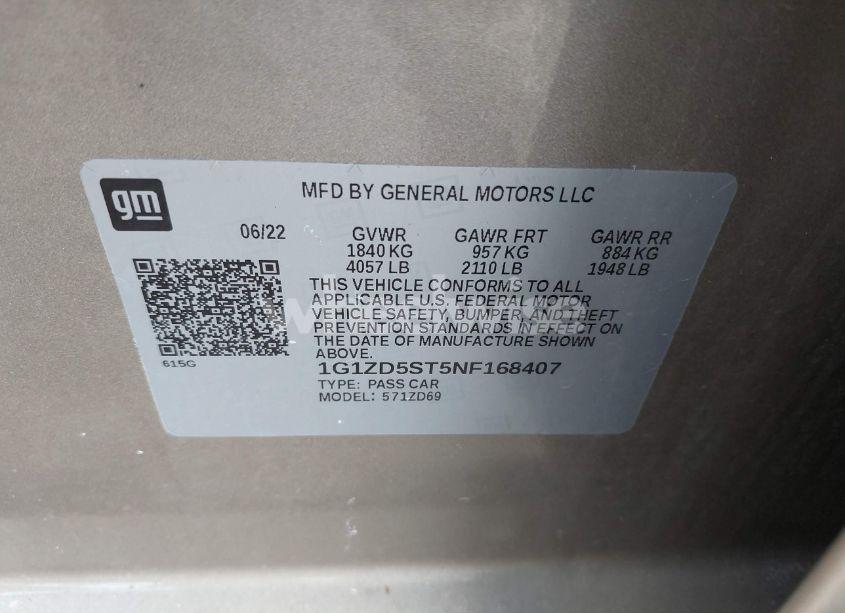 gm
MFD BY GENERAL MOTORS LLC
06/22
GVWR GAWR FRT GAWR RR
1840 KG 957 KG 884 KG
4057 LB 2110 LB 1948 LB
THIS VEHICLE CONFORMS TO ALL
APPLICABLE U.S. FEDERAL MOTOR
VEHICLE SAFETY, BUMPER, AND THEFT
PREVENTION STANDARDS IN EFFECT ON
THE DATE OF MANUFACTURE SHOWN
ABOVE.
615G
1G1ZD5ST5NF168407
TYPE: PASS CAR
MODEL: 571ZD69